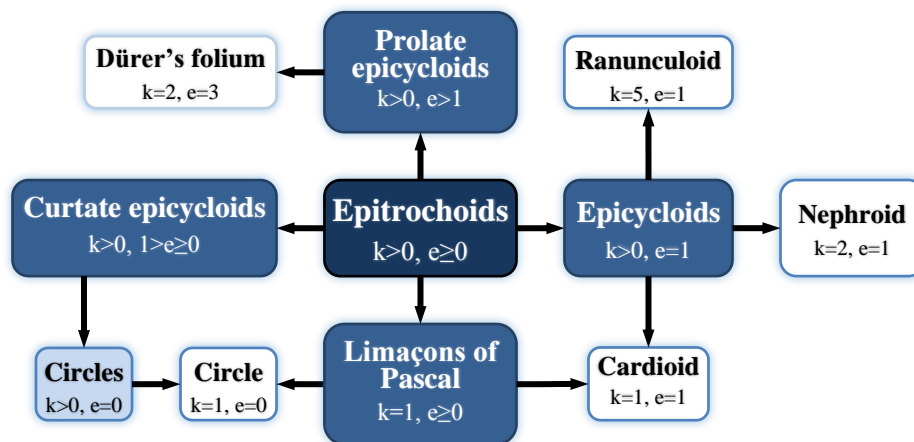 Dürer's folium
k=2, e=3
Prolate
epicycloids
k>0, e>1
Ranunculoid
k=5, e=1
Curtate epicycloids
k>0, 1>e≥0
Epitrochoids
k>0, e≥0
Epicycloids
k>0, e=1
Nephroid
k=2, e=1
Circles
k>0, e=0
Circle
k=1, e=0
Limaçons of
Pascal
k=1, e≥0
Cardioid
k=1, e=1